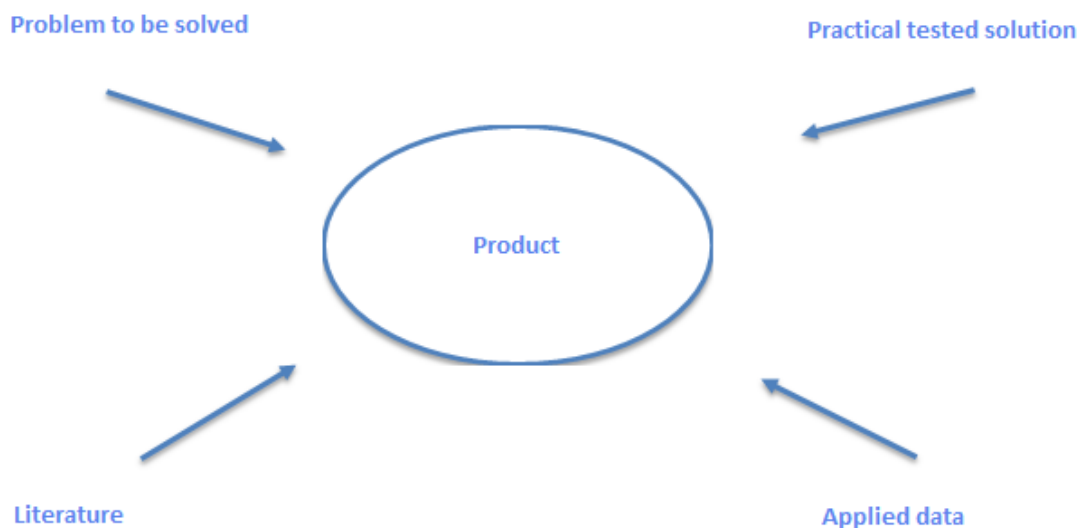 Problem to be solved
Practical tested solution
Product
Literature
Applied data